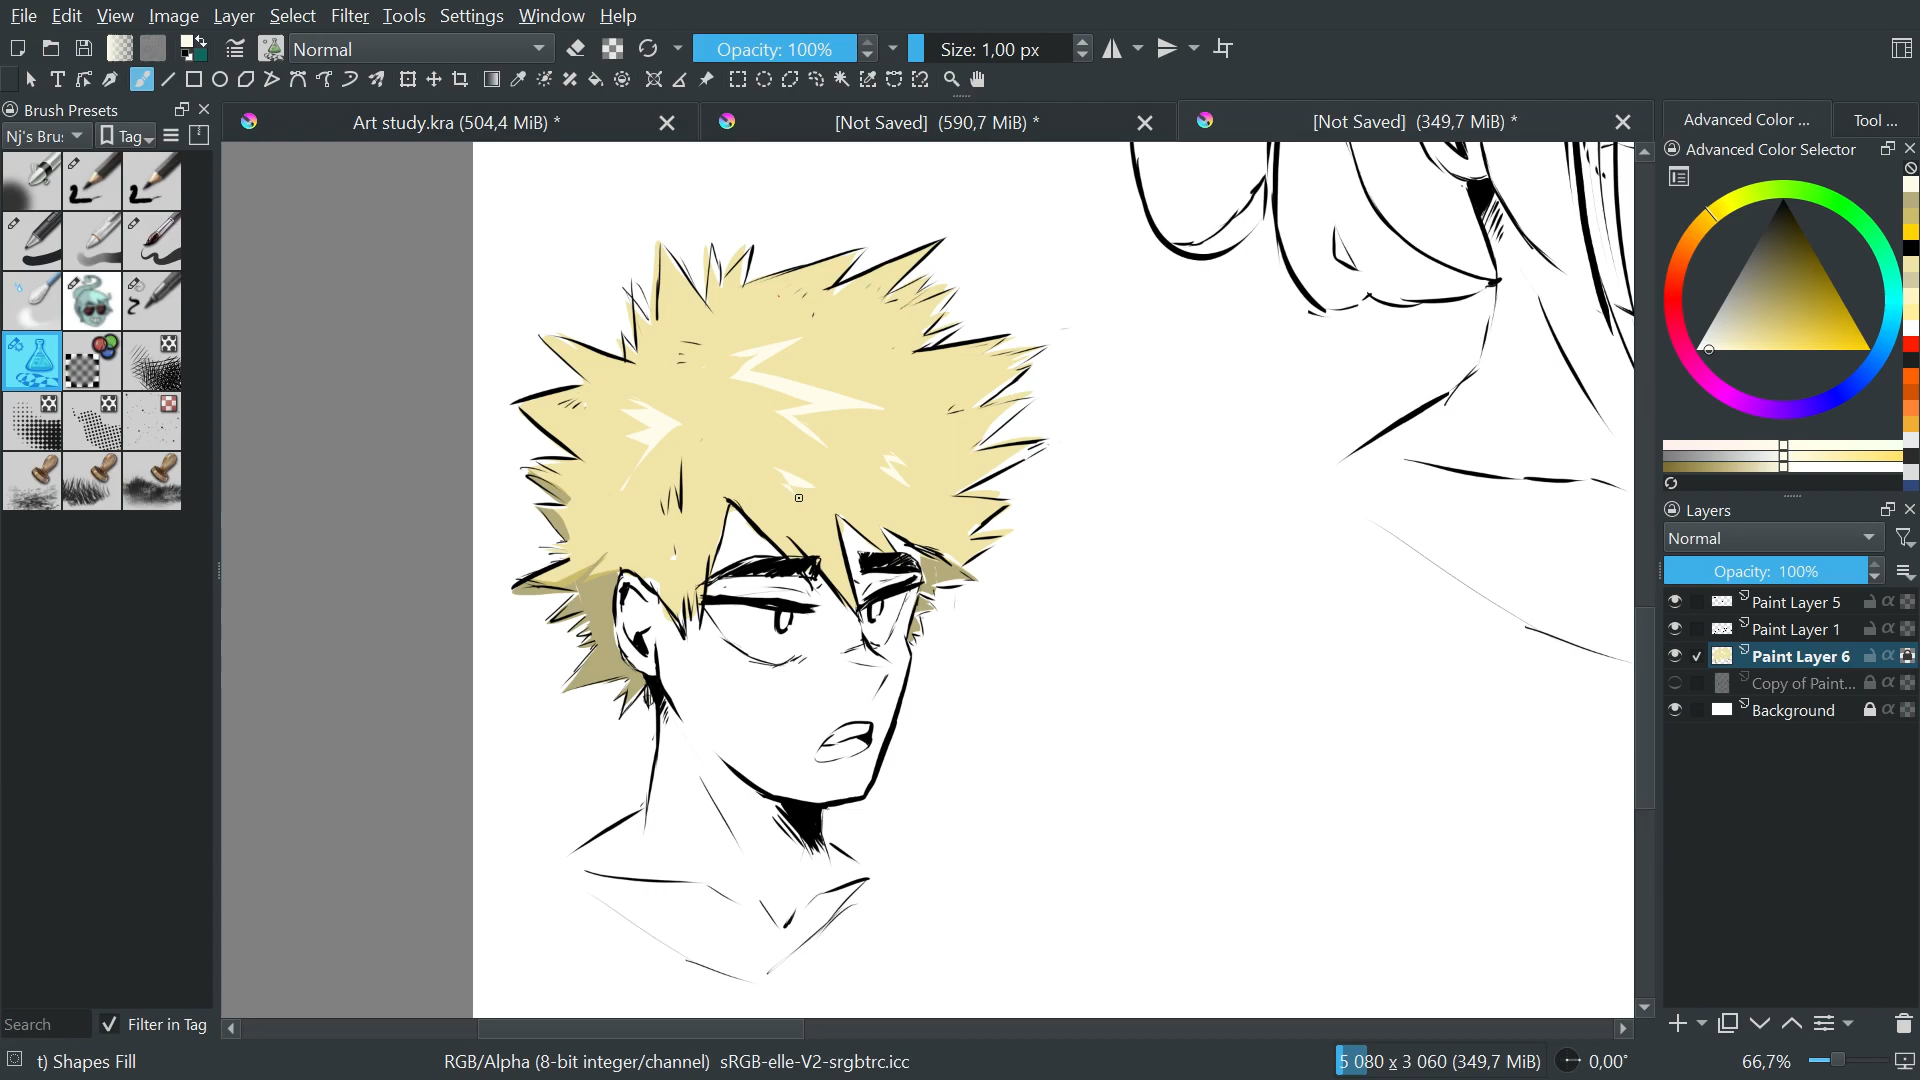 File Edit View Image Layer Select Filter Tools Settings Window Help
Normal Opacity: 100% Size: 1,00 px
Brush Presets
Nj's Bru: Tag
Art study.kra (504,4 MiB) *
[Not Saved] (590,7 MiB) *
[Not Saved] (349,7 MiB) *
Advanced Color ... Tool ...
Advanced Color Selector
Layers
Normal
Opacity: 100%
Paint Layer 5
Paint Layer 1
Paint Layer 6
Copy of Paint...
Background
Search Filter in Tag
t) Shapes Fill RGB/Alpha (8-bit integer/channel) sRGB-elle-V2-srgbtrc.icc 5 080 x 3 060 (349,7 MiB) 0,00° 66,7%